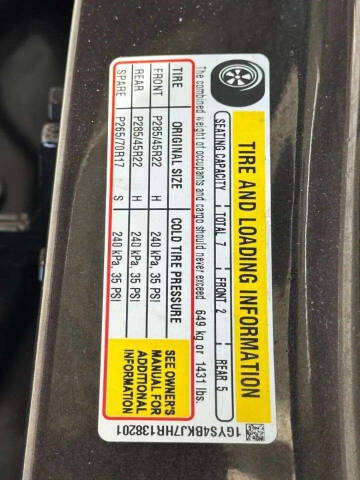 TIRE AND LOADING INFORMATION
SEATING CAPACITY TOTAL 7 FRONT 2 REAR 5
The combined weight of occupants and cargo should never exceed 649 kg or 1431 lbs.
TIRE ORIGINAL SIZE COLD TIRE PRESSURE
FRONT P285/45R22 H 240 kPa, 35 PSI
REAR P285/45R22 H 240 kPa, 35 PSI
SPARE P265/70R17 S 240 kPa, 35 PSI
SEE OWNER'S
MANUAL FOR
ADDITIONAL
INFORMATION
1GYS4BKJ7HR138201